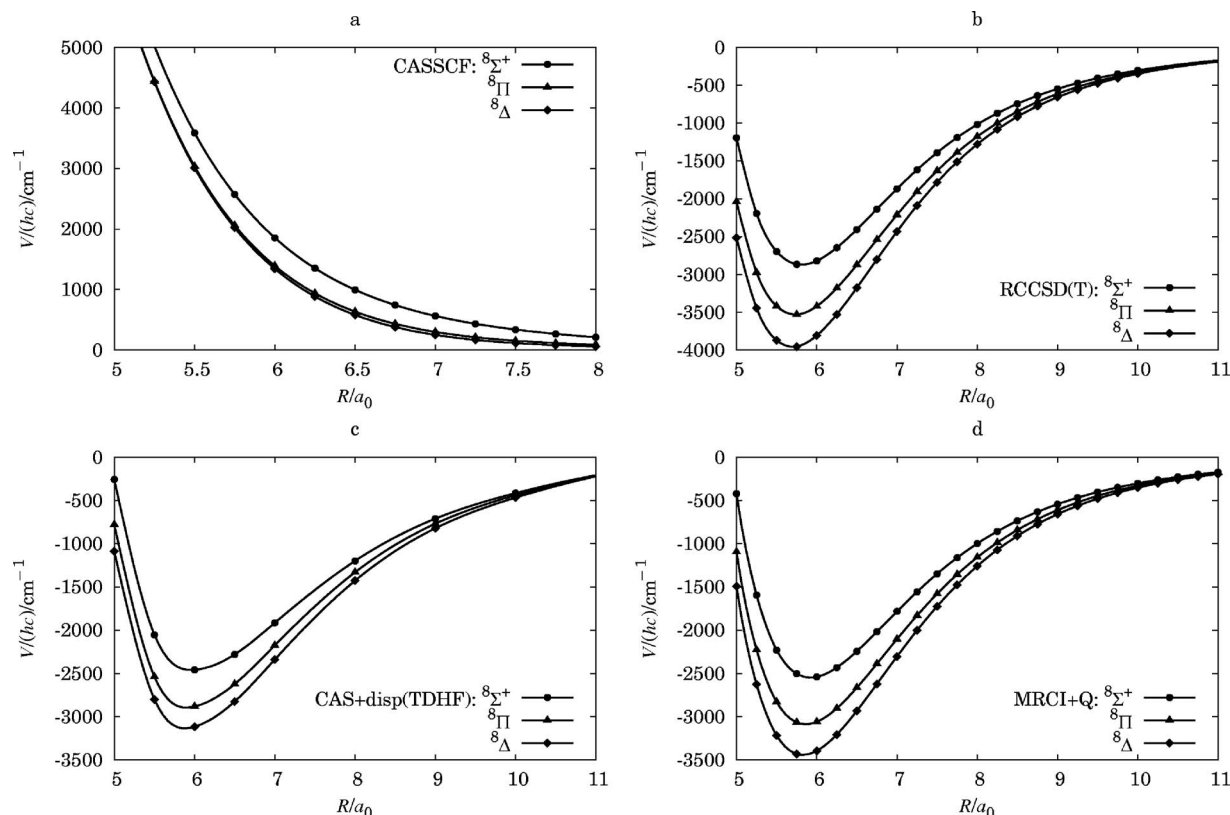 a
5000
4000
3000
2000
1000
0
V/(hc)/cm⁻¹
CASSCF: ⁸Σ⁺
⁸Π
⁸Δ
5 5.5 6 6.5 7 7.5 8
R/a₀
b
0
-500
-1000
-1500
-2000
-2500
-3000
-3500
-4000
V/(hc)/cm⁻¹
RCCSD(T): ⁸Σ⁺
⁸Π
⁸Δ
5 6 7 8 9 10 11
R/a₀
c
0
-500
-1000
-1500
-2000
-2500
-3000
-3500
V/(hc)/cm⁻¹
CAS+disp(TDHF): ⁸Σ⁺
⁸Π
⁸Δ
5 6 7 8 9 10 11
R/a₀
d
0
-500
-1000
-1500
-2000
-2500
-3000
-3500
V/(hc)/cm⁻¹
MRCI+Q: ⁸Σ⁺
⁸Π
⁸Δ
5 6 7 8 9 10 11
R/a₀